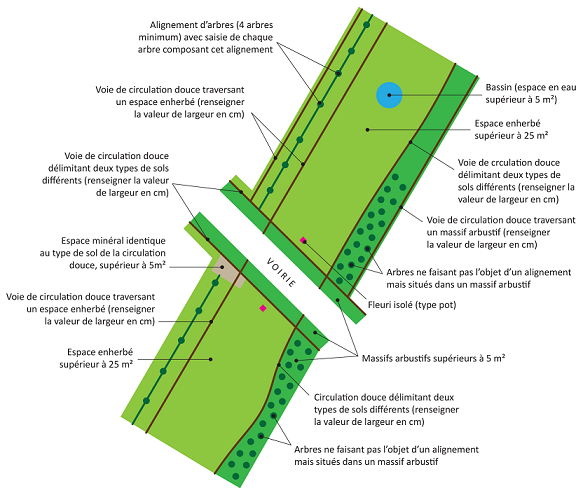 Alignement d'arbres (4 arbres
minimum) avec saisie de chaque
arbre composant cet alignement
Voie de circulation douce traversant
un espace enherbé (renseigner
la valeur de largeur en cm)
Voie de circulation douce
délimitant deux types de sols
différents (renseigner la valeur
de largeur en cm)
Espace minéral identique
au type de sol de la circulation
douce, supérieur à 5m²
Voie de circulation douce traversant
un espace enherbé (renseigner
la valeur de largeur en cm)
Espace enherbé
supérieur à 25 m²
VOIRIE
Bassin (espace en eau
supérieur à 5 m²)
Espace enherbé
supérieur à 25 m²
Voie de circulation douce
délimitant deux types de
sols différents (renseigner la
valeur de largeur en cm)
Voie de circulation douce traversant
un massif arbustif (renseigner
la valeur de largeur en cm)
Arbres ne faisant pas l'objet d'un alignement
mais situés dans un massif arbustif
Fleuri isolé (type pot)
Massifs arbustifs supérieurs à 5 m²
Circulation douce délimitant deux
types de sols différents (renseigner
la valeur de largeur en cm)
Arbres ne faisant pas l'objet d'un alignement
mais situés dans un massif arbustif